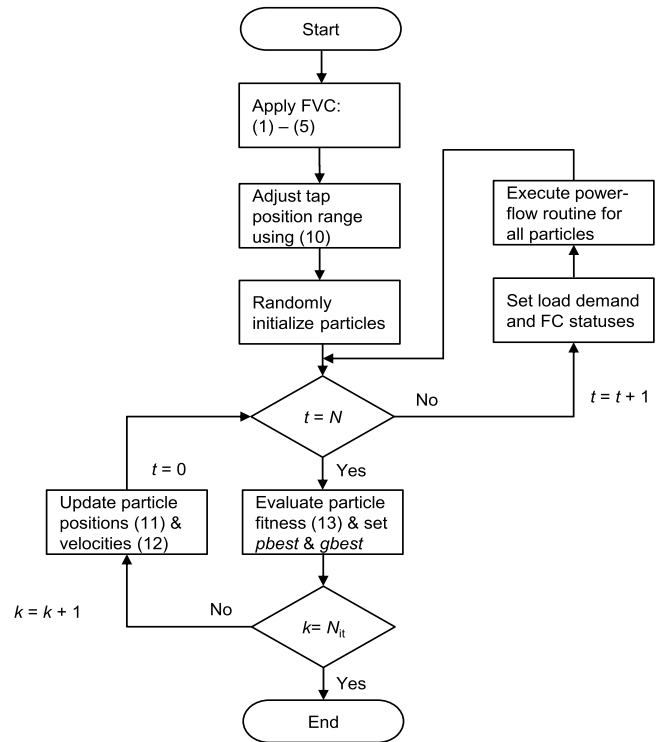 Start
Apply FVC:
(1) – (5)
Adjust tap
position range
using (10)
Randomly
initialize particles
Execute power-
flow routine for
all particles
Set load demand
and FC statuses
t = t + 1
t = N
No
Yes
t = 0
Update particle
positions (11) &
velocities (12)
Evaluate particle
fitness (13) & set
pbest & gbest
k = k + 1
No
k= Nit
Yes
End